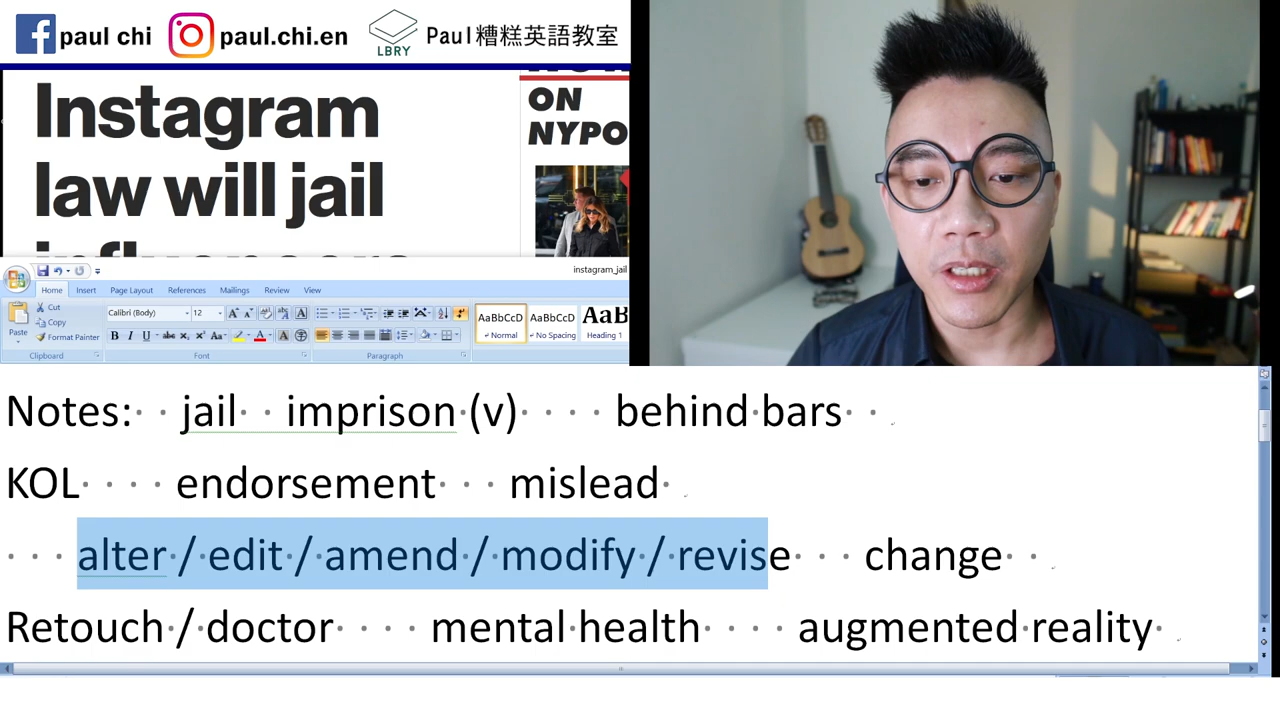 paul chi paul.chi.en LBRY Paul糟糕英語教室
Instagram
law will jail
influencers
ON
NYPO
instagram_jail
Home Insert Page Layout References Mailings Review View
Cut
Copy
Format Painter
Paste
Calibri (Body) 12
AaBbCcD AaBbCcD AaB
Normal No Spacing Heading 1
Clipboard Font Paragraph
Notes: jail imprison (v) behind bars
KOL endorsement mislead
alter / edit / amend / modify / revise change
Retouch / doctor mental health augmented reality